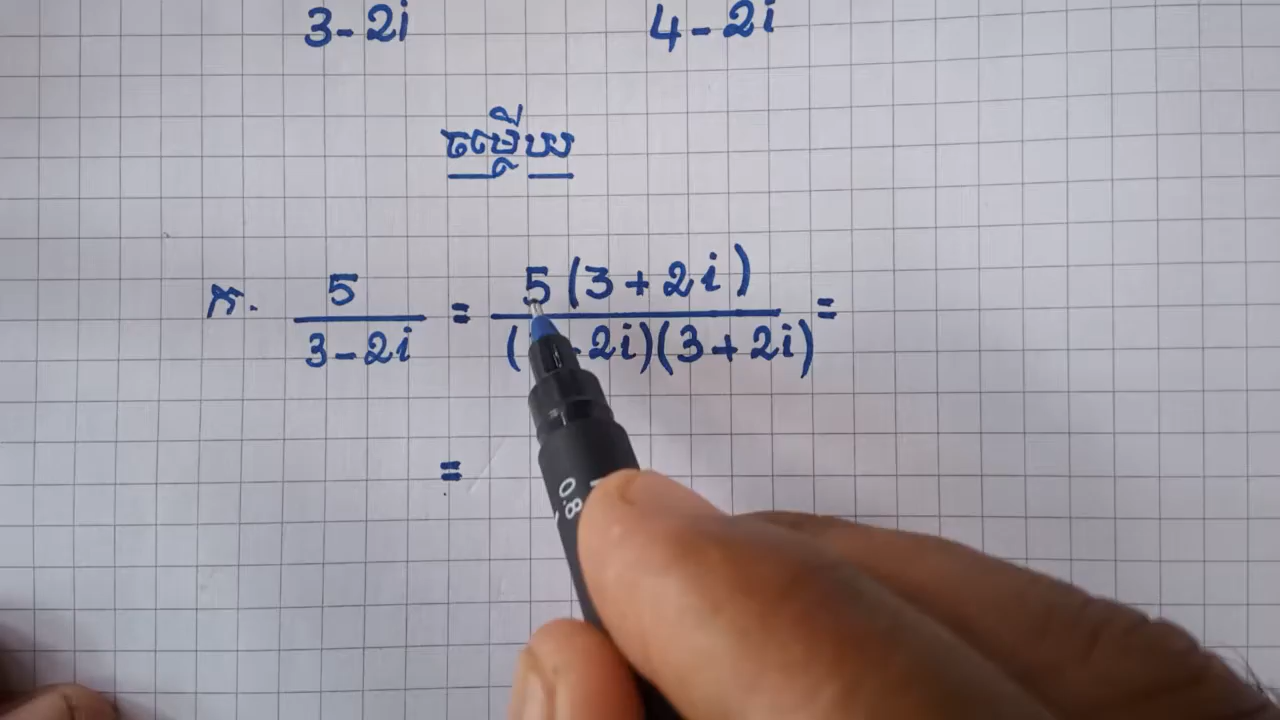 3-2i 4-2i
ចម្លើយ
ក. 5/(3-2i) = 5(3+2i)/( -2i)(3+2i) =
=
0.8